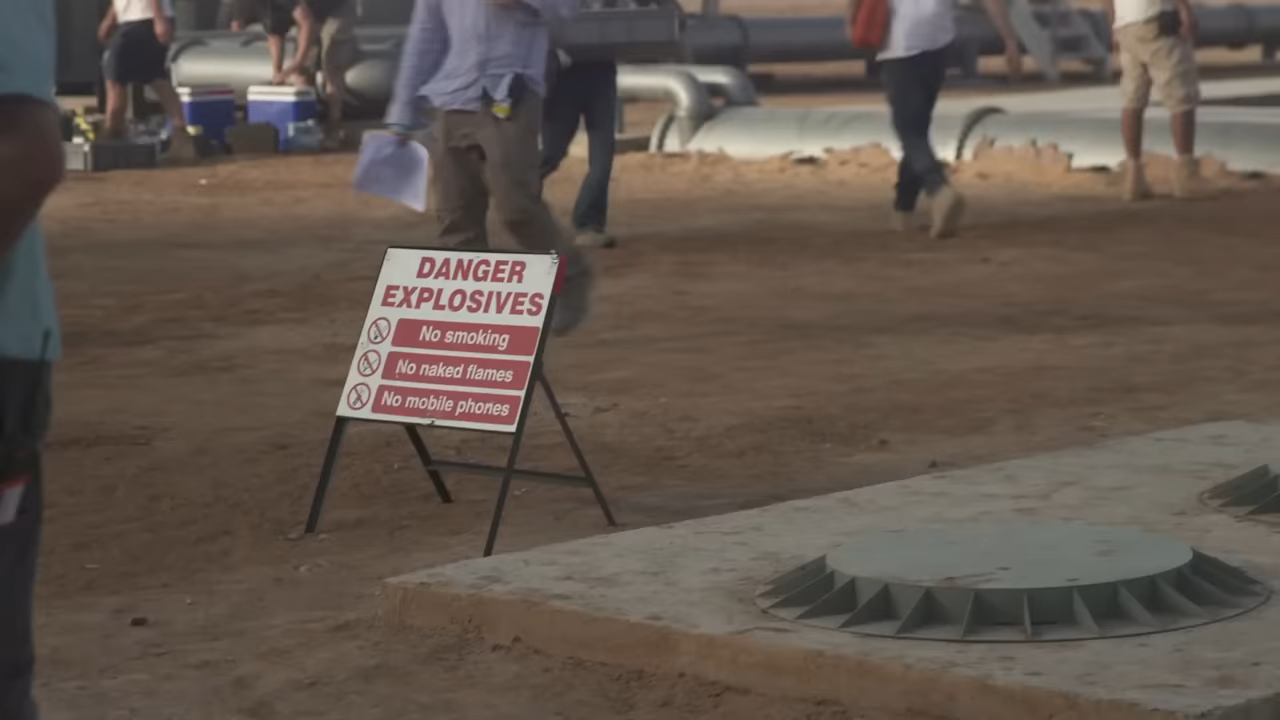 DANGER
EXPLOSIVES
No smoking
No naked flames
No mobile phones